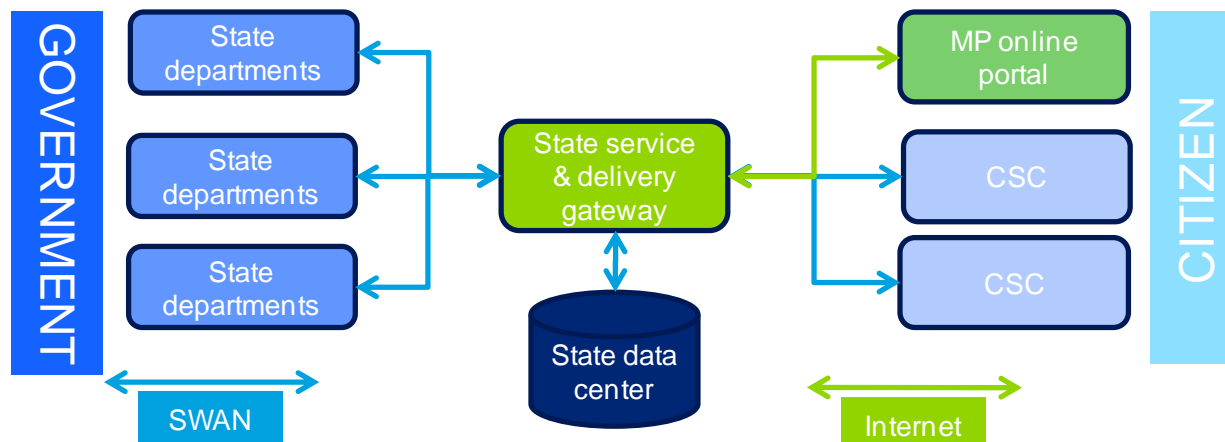 GOVERNMENT
State
departments
State
departments
State
departments
SWAN
State service
& delivery
gateway
State data
center
MP online
portal
CSC
CSC
Internet
CITIZEN